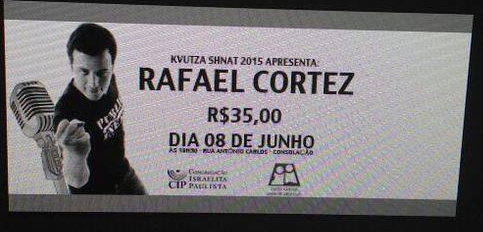 KVUTZA SHNAT 2015 APRESENTA:
RAFAEL CORTEZ
R$35,00
DIA 08 DE JUNHO
RUA ANTÔNIO CARLOS - CONSOLAÇÃO
CONGREGAÇÃO
ISRAELITA
CIP PAULISTA